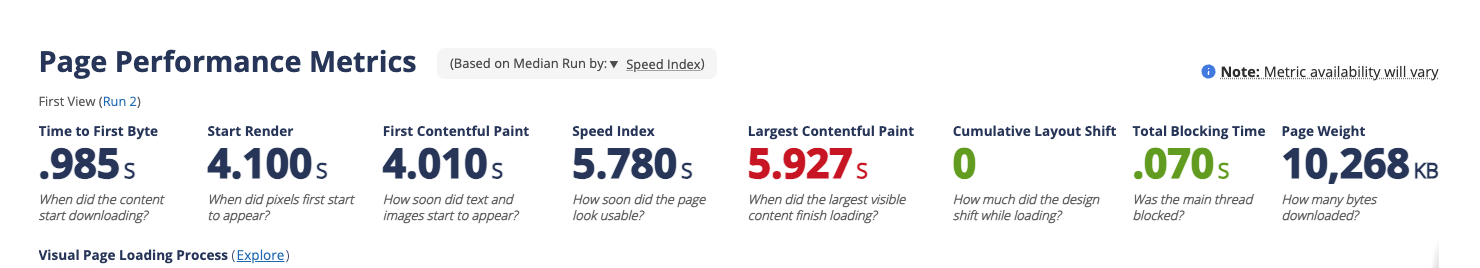 Page Performance Metrics
(Based on Median Run by: ▼ Speed Index)
Note: Metric availability will vary
First View (Run 2)
Time to First Byte
.985 S
When did the content
start downloading?
Start Render
4.100 S
When did pixels first start
to appear?
First Contentful Paint
4.010 S
How soon did text and
images start to appear?
Speed Index
5.780 S
How soon did the page
look usable?
Largest Contentful Paint
5.927 S
When did the largest visible
content finish loading?
Cumulative Layout Shift
0
How much did the design
shift while loading?
Total Blocking Time
.070 S
Was the main thread
blocked?
Page Weight
10,268 KB
How many bytes
downloaded?
Visual Page Loading Process (Explore)